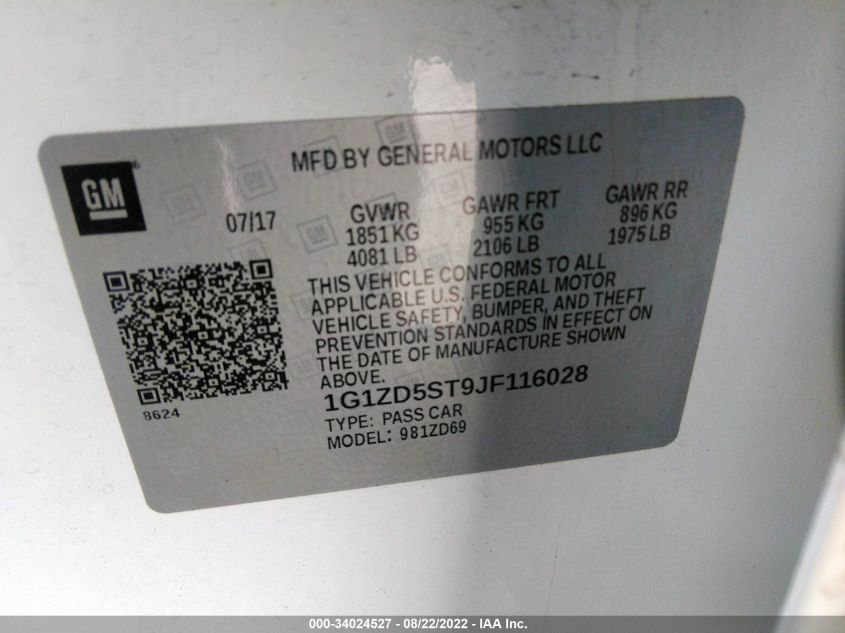 MFD BY GENERAL MOTORS LLC
GM
07/17
GVWR
1851 KG
4081 LB
GAWR FRT
955 KG
2106 LB
GAWR RR
896 KG
1975 LB
THIS VEHICLE CONFORMS TO ALL
APPLICABLE U.S. FEDERAL MOTOR
VEHICLE SAFETY, BUMPER, AND THEFT
PREVENTION STANDARDS IN EFFECT ON
THE DATE OF MANUFACTURE SHOWN
ABOVE.
8624
1G1ZD5ST9JF116028
TYPE: PASS CAR
MODEL: 981ZD69
000-34024527 - 08/22/2022 - IAA Inc.